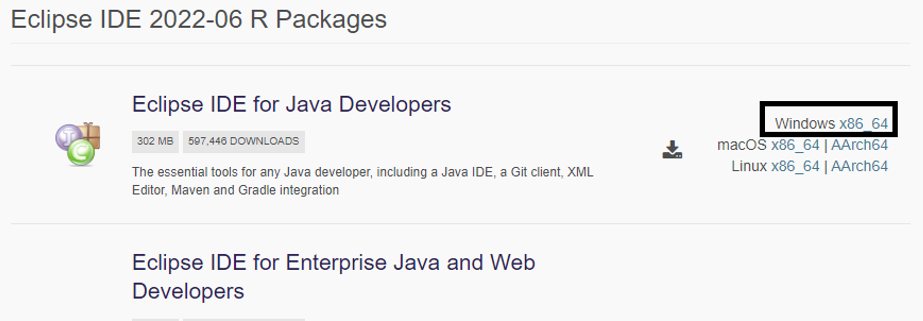 Eclipse IDE 2022-06 R Packages
Eclipse IDE for Java Developers
302 MB 597,446 DOWNLOADS
The essential tools for any Java developer, including a Java IDE, a Git client, XML
Editor, Maven and Gradle integration
Windows x86_64
macOS x86_64 | AArch64
Linux x86_64 | AArch64
Eclipse IDE for Enterprise Java and Web
Developers